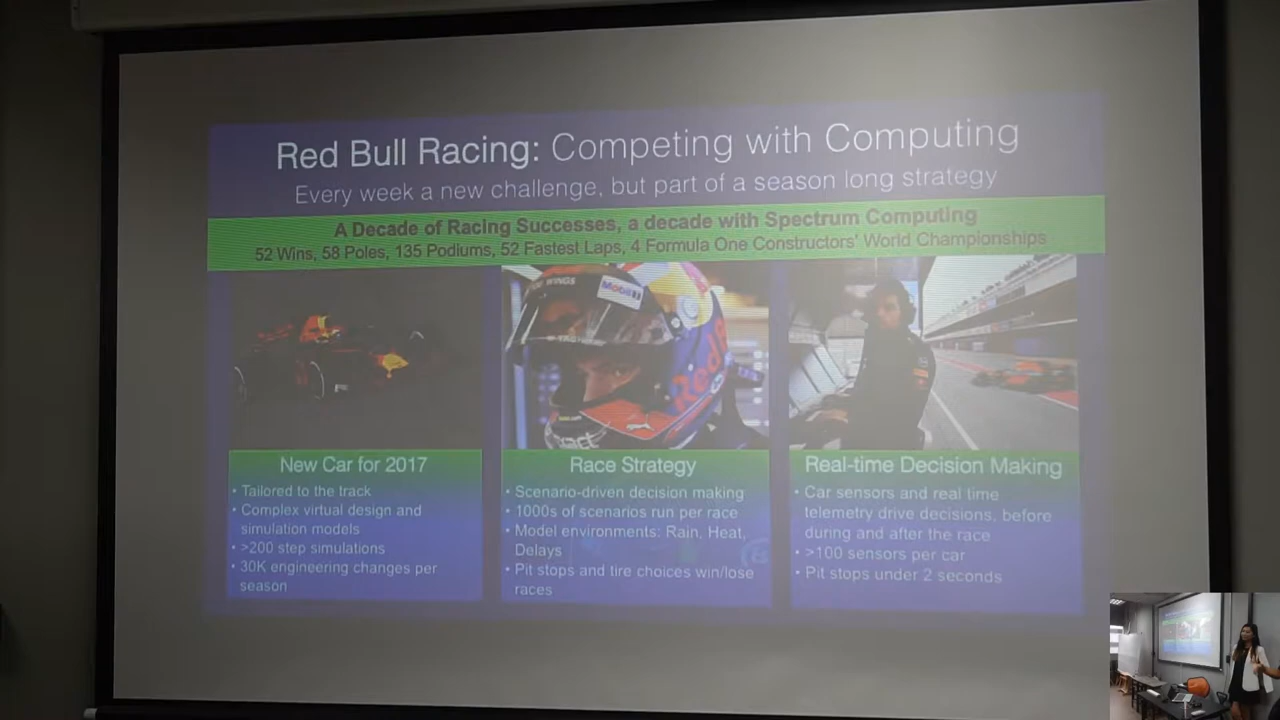 Red Bull Racing: Competing with Computing
Every week a new challenge, but part of a season long strategy
A Decade of Racing Successes, a decade with Spectrum Computing
52 Wins, 58 Poles, 135 Podiums, 52 Fastest Laps, 4 Formula One Constructors' World Championships
WINGS
Mobil
New Car for 2017
• Tailored to the track
• Complex virtual design and
simulation models
• >200 step simulations
• 30K engineering changes per
season
Race Strategy
• Scenario-driven decision making
• 1000s of scenarios run per race
• Model environments: Rain, Heat,
Delays
• Pit stops and tire choices win/lose
races
Real-time Decision Making
• Car sensors and real time
telemetry drive decisions, before
during and after the race
• >100 sensors per car
• Pit stops under 2 seconds